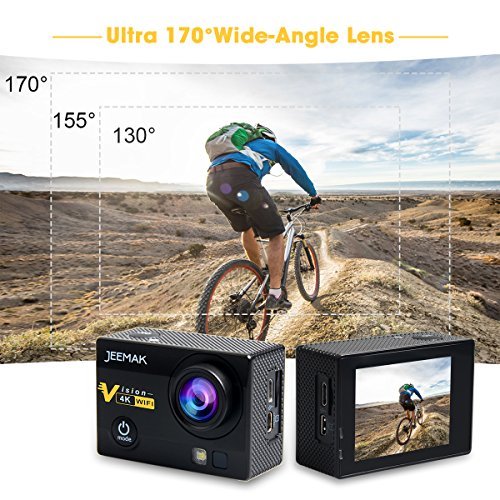 Ultra 170°Wide-Angle Lens
170°
155°
130°
JEEMAK
Vision
4K WIFI
mode